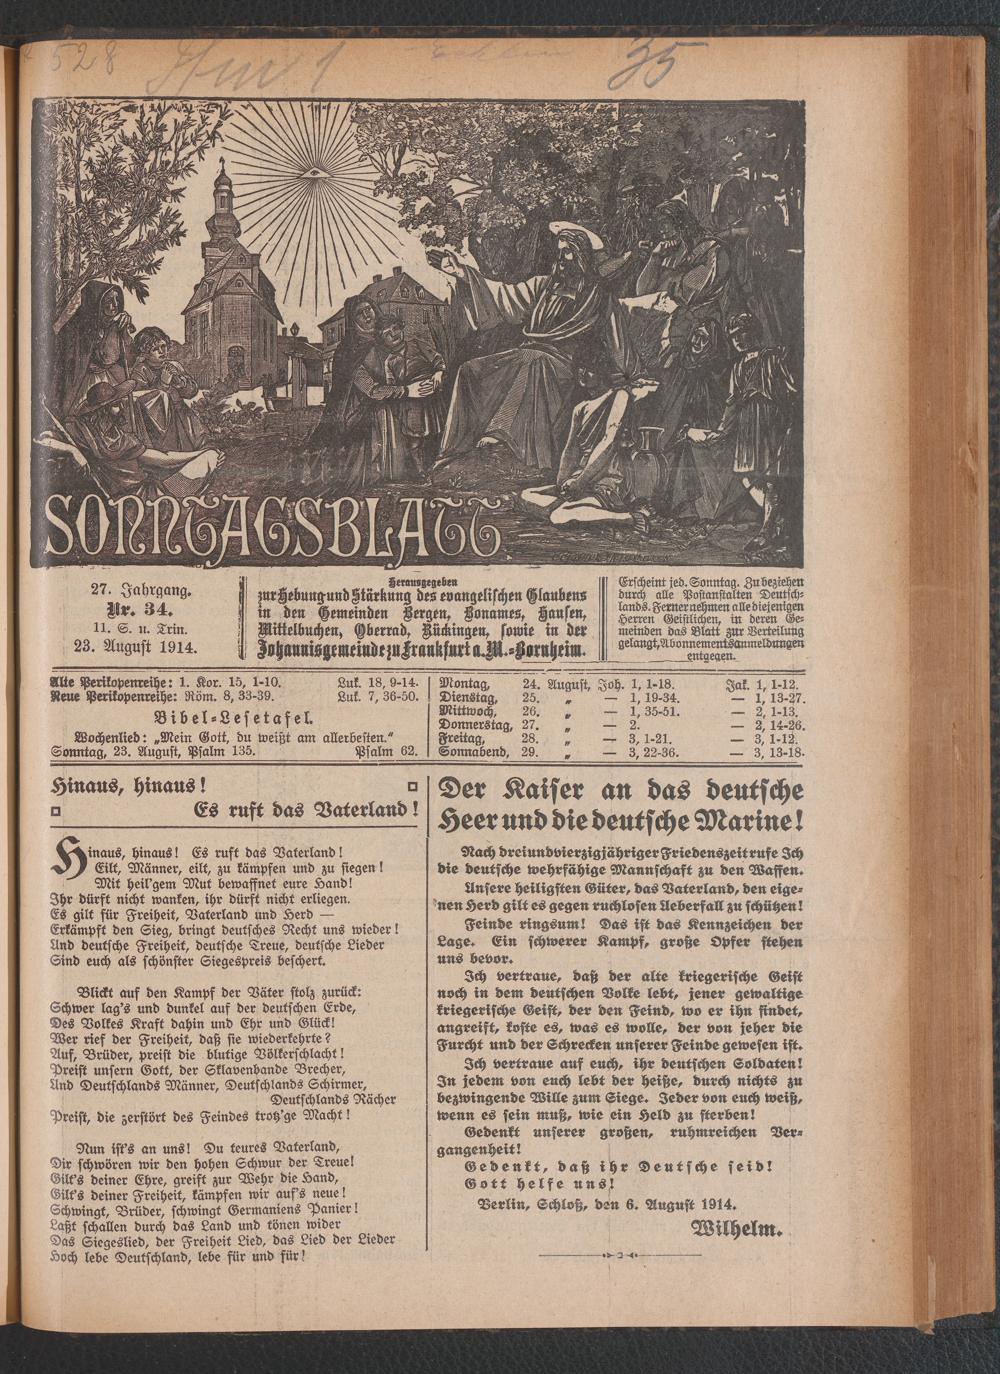 528
35
SONNTAGSBLATT
27. Jahrgang.
Nr. 34.
11. S. n. Trin.
23. August 1914.
Herausgegeben
zur Hebung und Stärkung des evangelischen Glaubens
in den Gemeinden Bergen, Bonames, Hausen,
Mittelbuchen, Oberrad, Rückingen, sowie in der
Johannisgemeinde zu Frankfurt a. M.-Bornheim.
Erscheint jed. Sonntag. Zu beziehen
durch alle Postanstalten Deutsch-
lands. Ferner nehmen alle diejenigen
Herren Geistlichen, in deren Ge-
meinden das Blatt zur Verteilung
gelangt, Abonnementsanmeldungen
entgegen.
Alte Perikopenreihe: 1. Kor. 15, 1-10. Luk. 18, 9-14.
Neue Perikopenreihe: Röm. 8, 33-39. Luk. 7, 36-50.
Bibel-Lesetafel.
Wochenlied: „Mein Gott, du weißt am allerbesten.“
Sonntag, 23. August, Psalm 135. Psalm 62.
Montag, 24. August, Joh. 1, 1-18. Jak. 1, 1-12.
Dienstag, 25. „ — 1, 19-34. — 1, 13-27.
Mittwoch, 26. „ — 1, 35-51. — 2, 1-13.
Donnerstag, 27. „ — 2. — 2, 14-26.
Freitag, 28. „ — 3, 1-21. — 3, 1-12.
Sonnabend, 29. „ — 3, 22-36. — 3, 13-18.
Hinaus, hinaus!
Es ruft das Vaterland!
Hinaus, hinaus! Es ruft das Vaterland!
Eilt, Männer, eilt, zu kämpfen und zu siegen!
Mit heil'gem Mut bewaffnet eure Hand!
Ihr dürft nicht wanken, ihr dürft nicht erliegen.
Es gilt für Freiheit, Vaterland und Herd —
Erkämpft den Sieg, bringt deutsches Recht uns wieder!
Und deutsche Freiheit, deutsche Treue, deutsche Lieder
Sind euch als schönster Siegespreis beschert.
Blickt auf den Kampf der Väter stolz zurück:
Schwer lag's und dunkel auf der deutschen Erde,
Des Volkes Kraft dahin und Ehr und Glück!
Wer rief der Freiheit, daß sie wiederkehrte?
Auf, Brüder, preist die blutige Völkerschlacht!
Preist unsern Gott, der Sklavenbande Brecher,
Und Deutschlands Männer, Deutschlands Schirmer,
Deutschlands Rächer
Preist, die zerstört des Feindes trotz'ge Macht!
Nun ist's an uns! Du teures Vaterland,
Dir schwören wir den hohen Schwur der Treue!
Gilt's deiner Ehre, greift zur Wehr die Hand,
Gilt's deiner Freiheit, kämpfen wir auf's neue!
Schwingt, Brüder, schwingt Germaniens Panier!
Laßt schallen durch das Land und tönen wider
Das Siegeslied, der Freiheit Lied, das Lied der Lieder
Hoch lebe Deutschland, lebe für und für!
Der Kaiser an das deutsche
Heer und die deutsche Marine!
Nach dreiundvierzigjähriger Friedenszeit rufe Ich
die deutsche wehrfähige Mannschaft zu den Waffen.
Unsere heiligsten Güter, das Vaterland, den eige-
nen Herd gilt es gegen ruchlosen Ueberfall zu schützen!
Feinde ringsum! Das ist das Kennzeichen der
Lage. Ein schwerer Kampf, große Opfer stehen
uns bevor.
Ich vertraue, daß der alte kriegerische Geist
noch in dem deutschen Volke lebt, jener gewaltige
kriegerische Geist, der den Feind, wo er ihn findet,
angreift, koste es, was es wolle, der von jeher die
Furcht und der Schrecken unserer Feinde gewesen ist.
Ich vertraue auf euch, ihr deutschen Soldaten!
In jedem von euch lebt der heiße, durch nichts zu
bezwingende Wille zum Siege. Jeder von euch weiß,
wenn es sein muß, wie ein Held zu sterben!
Gedenkt unserer großen, ruhmreichen Ver-
gangenheit!
Gedenkt, daß ihr Deutsche seid!
Gott helfe uns!
Berlin, Schloß, den 6. August 1914.
Wilhelm.